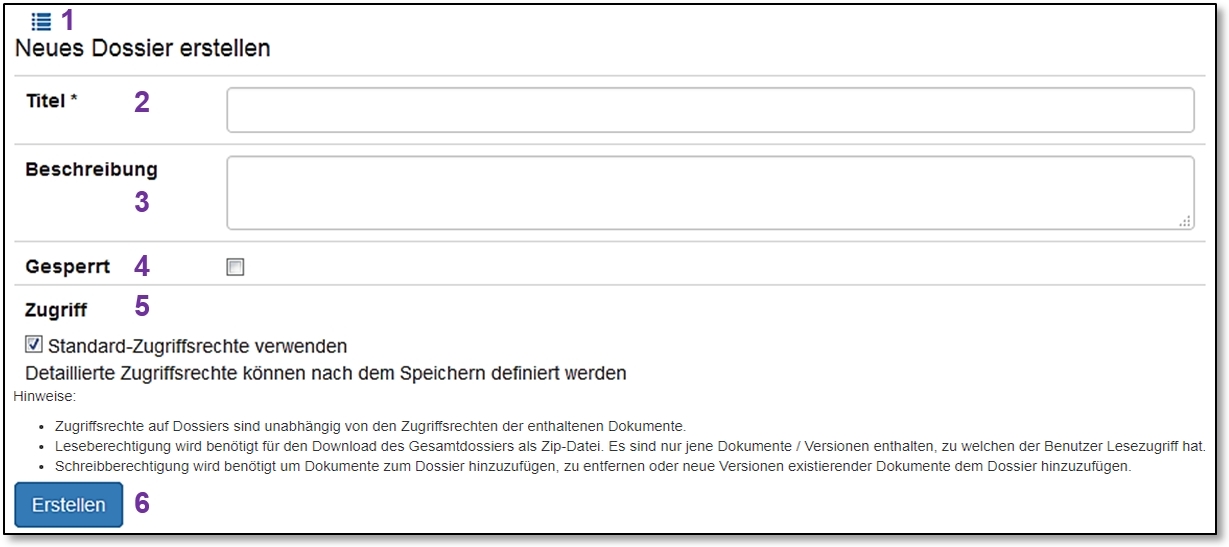 1
Neues Dossier erstellen
Titel * 2
Beschreibung
3
Gesperrt 4
Zugriff 5
Standard-Zugriffsrechte verwenden
Detaillierte Zugriffsrechte können nach dem Speichern definiert werden
Hinweise:
• Zugriffsrechte auf Dossiers sind unabhängig von den Zugriffsrechten der enthaltenen Dokumente.
• Leseberechtigung wird benötigt für den Download des Gesamtdossiers als Zip-Datei. Es sind nur jene Dokumente / Versionen enthalten, zu welchen der Benutzer Lesezugriff hat.
• Schreibberechtigung wird benötigt um Dokumente zum Dossier hinzuzufügen, zu entfernen oder neue Versionen existierender Dokumente dem Dossier hinzuzufügen.
Erstellen 6